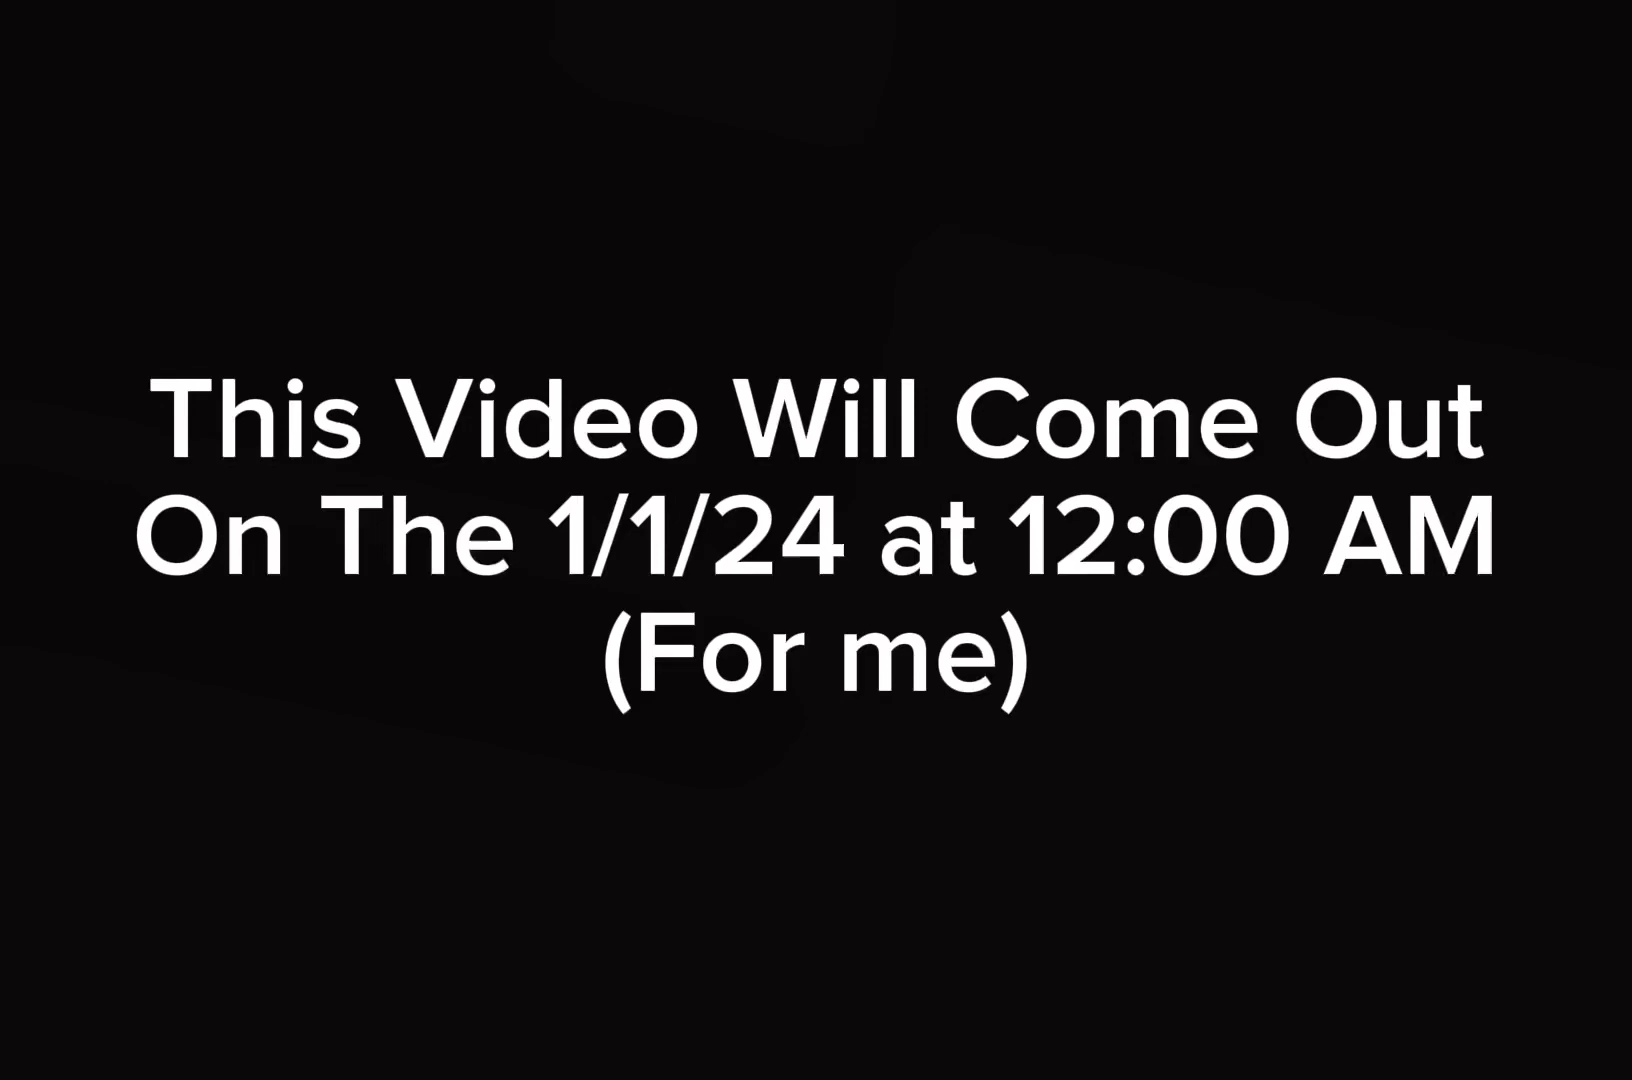 This Video Will Come Out
On The 1/1/24 at 12:00 AM
(For me)